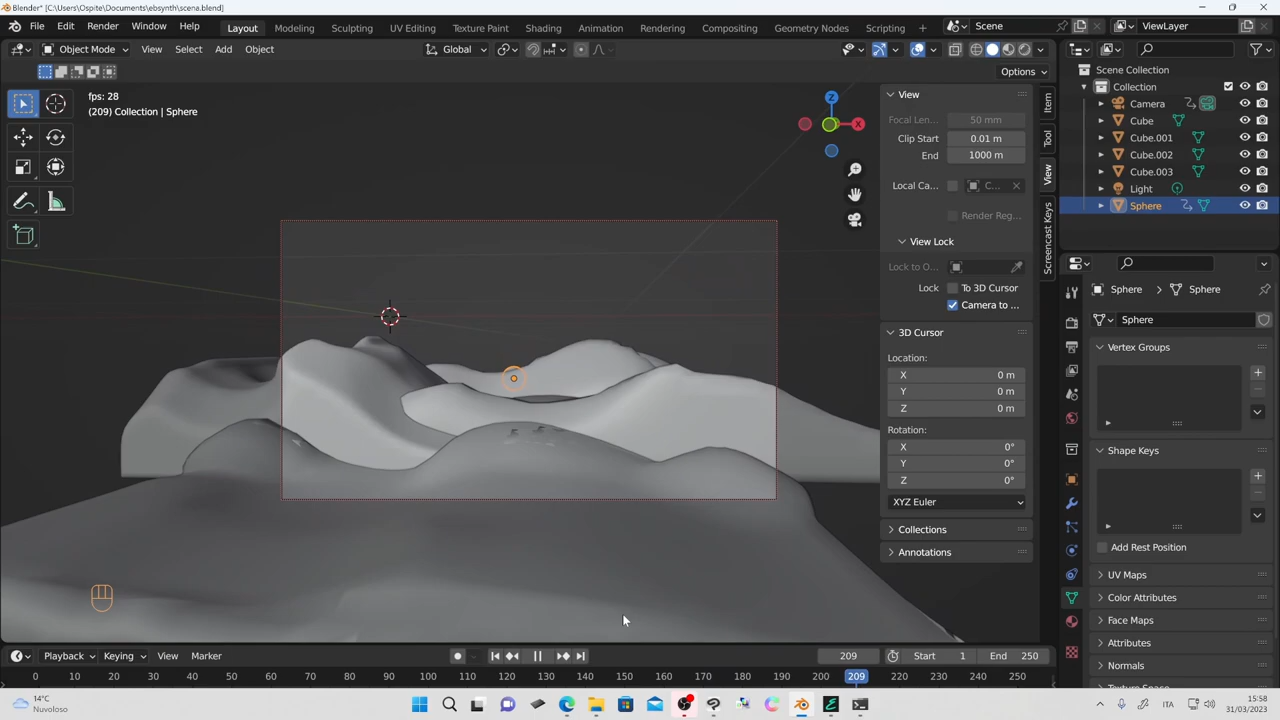 Blender* [C:\Users\Ospite\Documents\ebsynth\scena.blend]
File Edit Render Window Help Layout Modeling Sculpting UV Editing Texture Paint Shading Animation Rendering Compositing Geometry Nodes Scripting Scene ViewLayer
Object Mode View Select Add Object Global
Options
fps: 28
(209) Collection | Sphere
Z
X
View
Focal Len... 50 mm
Clip Start 0.01 m
End 1000 m
Local Ca... C...
Render Reg...
View Lock
Lock to O...
Lock To 3D Cursor
Camera to ...
3D Cursor
Location:
X 0 m
Y 0 m
Z 0 m
Rotation:
X 0°
Y 0°
Z 0°
XYZ Euler
Collections
Annotations
Item
Tool
View
Screencast Keys
Scene Collection
Collection
Camera
Cube
Cube.001
Cube.002
Cube.003
Light
Sphere
Sphere > Sphere
Sphere
Vertex Groups
Shape Keys
Add Rest Position
UV Maps
Color Attributes
Face Maps
Attributes
Normals
Playback Keying View Marker 209 Start 1 End 250
0 10 20 30 40 50 60 70 80 90 100 110 120 130 140 150 160 170 180 190 200 209 220 230 240 250
14°C
Nuvoloso
ITA
15:58
31/03/2023